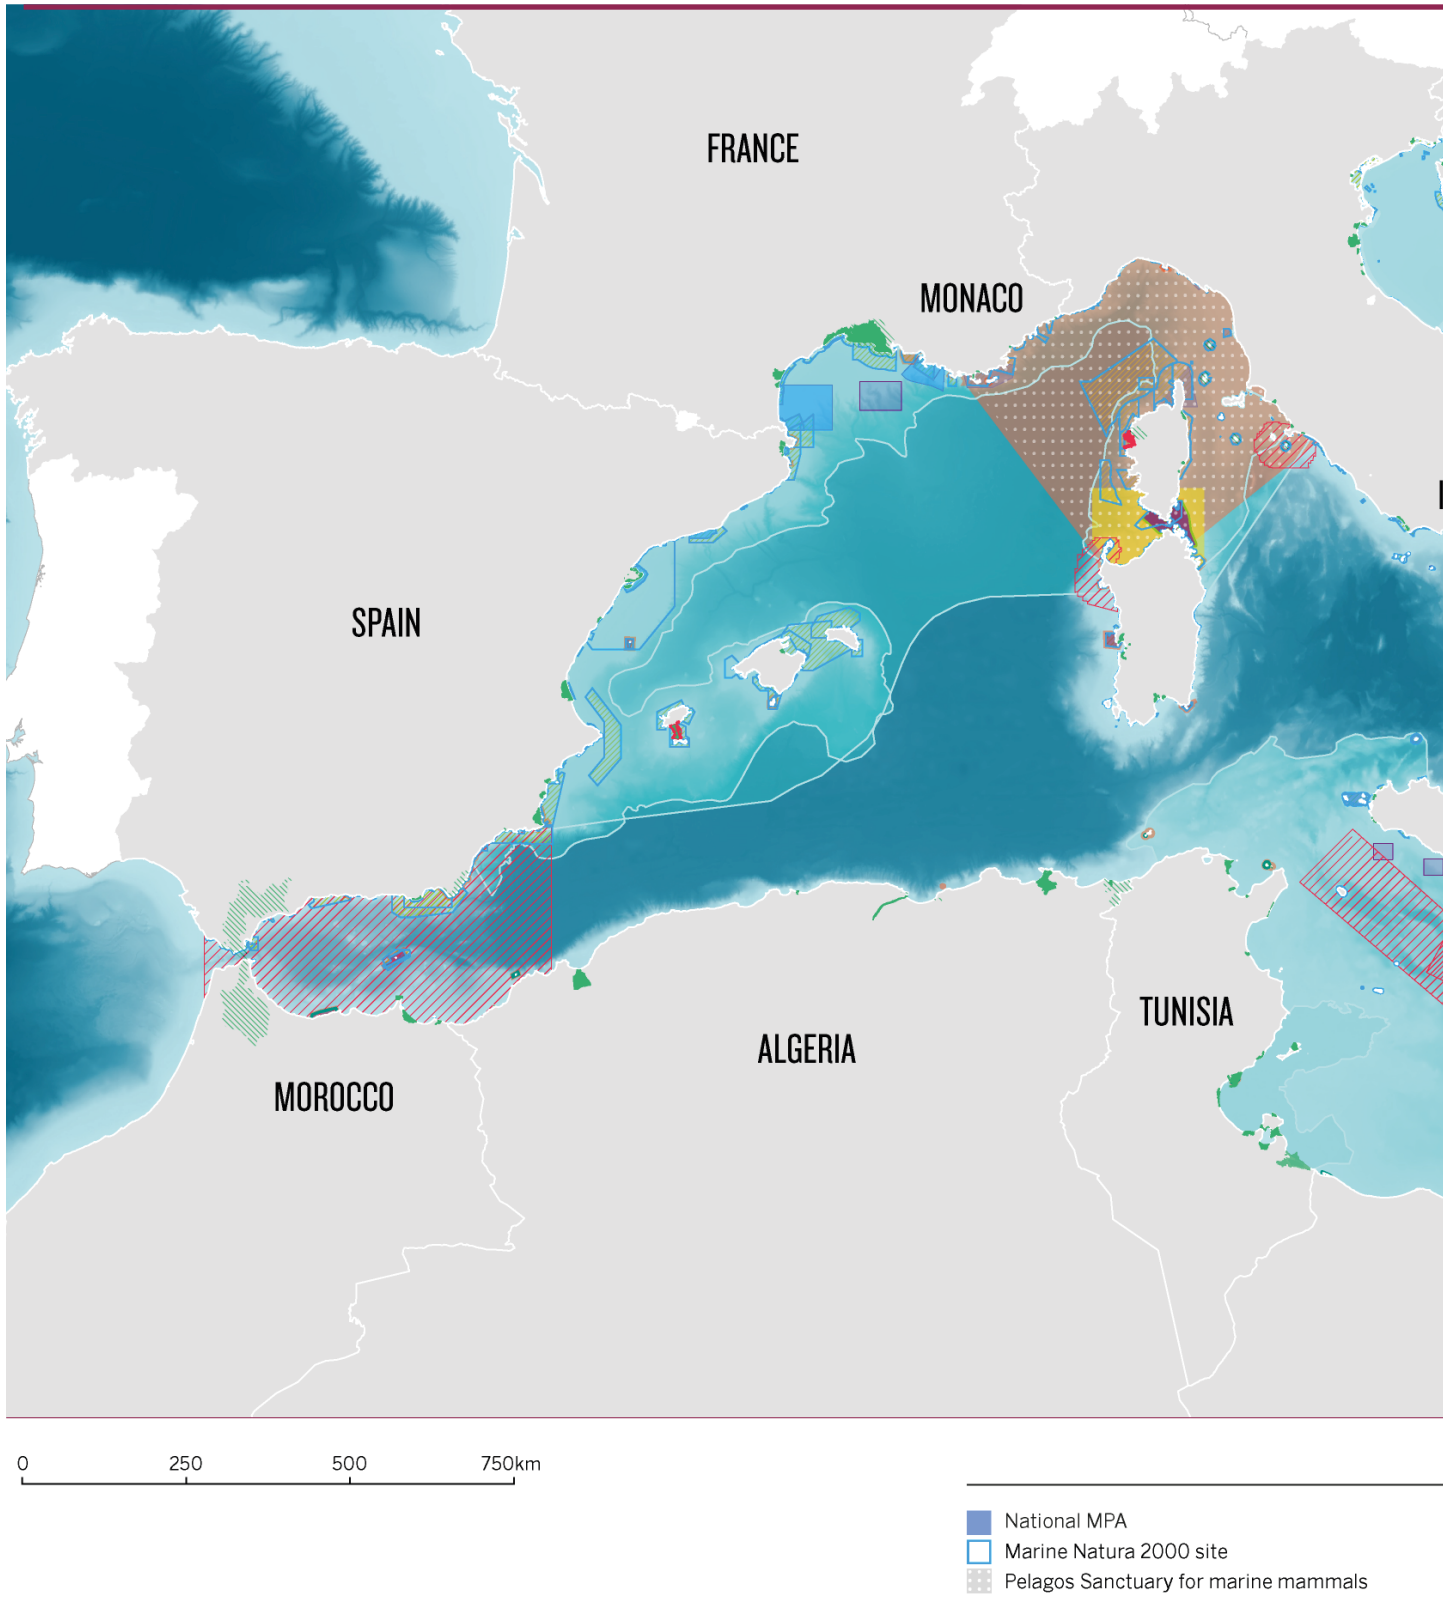 FRANCE
MONACO
SPAIN
TUNISIA
ALGERIA
MOROCCO
0 250 500 750km
National MPA
Marine Natura 2000 site
Pelagos Sanctuary for marine mammals